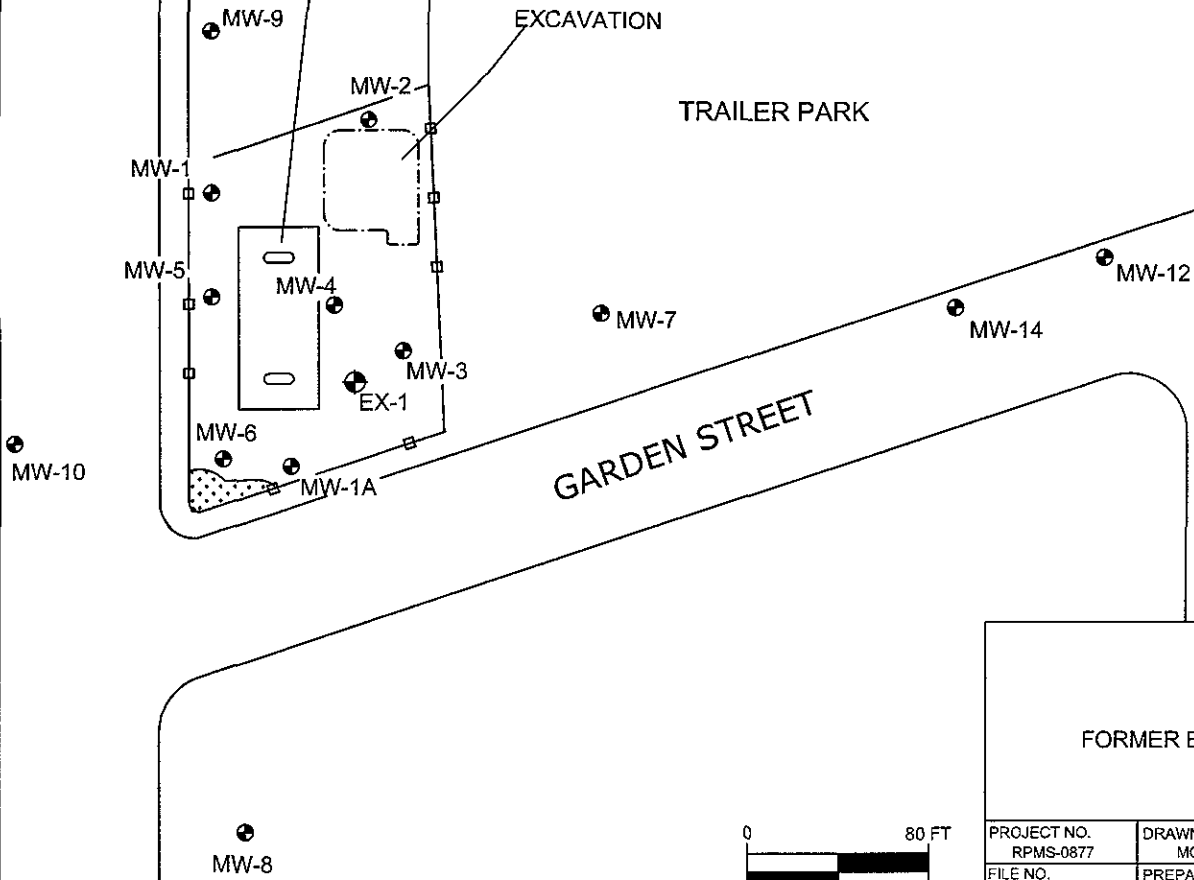 MW-9
EXCAVATION
MW-2
TRAILER PARK
MW-1
MW-5
MW-4
MW-12
MW-7
MW-14
MW-3
EX-1
GARDEN STREET
MW-6
MW-10
MW-1A
FORMER
0 80 FT
PROJECT NO.
RPMS-0877
FILE NO.
MW-8